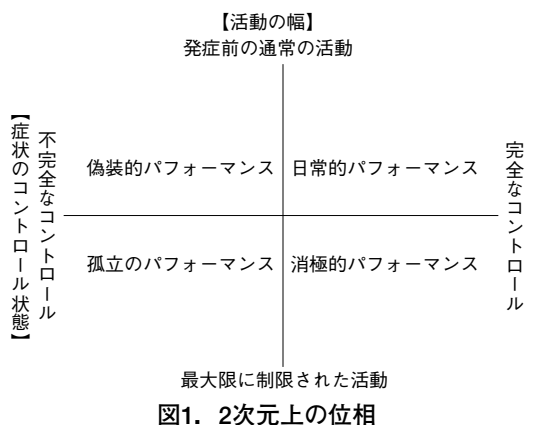 【活動の幅】
発症前の通常の活動
【症状のコントロール状態】
不完全なコントロール
偽装的パフォーマンス
日常的パフォーマンス
完全なコントロール
孤立のパフォーマンス
消極的パフォーマンス
最大限に制限された活動
図1．2次元上の位相